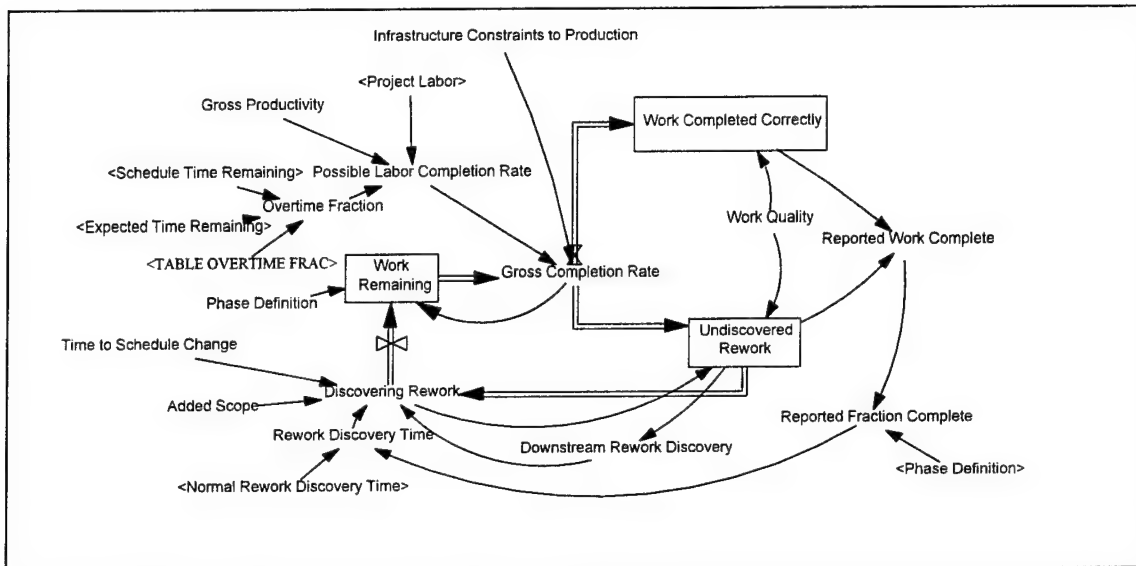 Infrastructure Constraints to Production
<Project Labor>
Gross Productivity
Work Completed Correctly
<Schedule Time Remaining>
Possible Labor Completion Rate
Overtime Fraction
Work Quality
<Expected Time Remaining>
Reported Work Complete
<TABLE OVERTIME FRAC>
Work
Remaining
Gross Completion Rate
Phase Definition
Undiscovered
Rework
Time to Schedule Change
Discovering Rework
Added Scope
Reported Fraction Complete
Rework Discovery Time
Downstream Rework Discovery
<Phase Definition>
<Normal Rework Discovery Time>